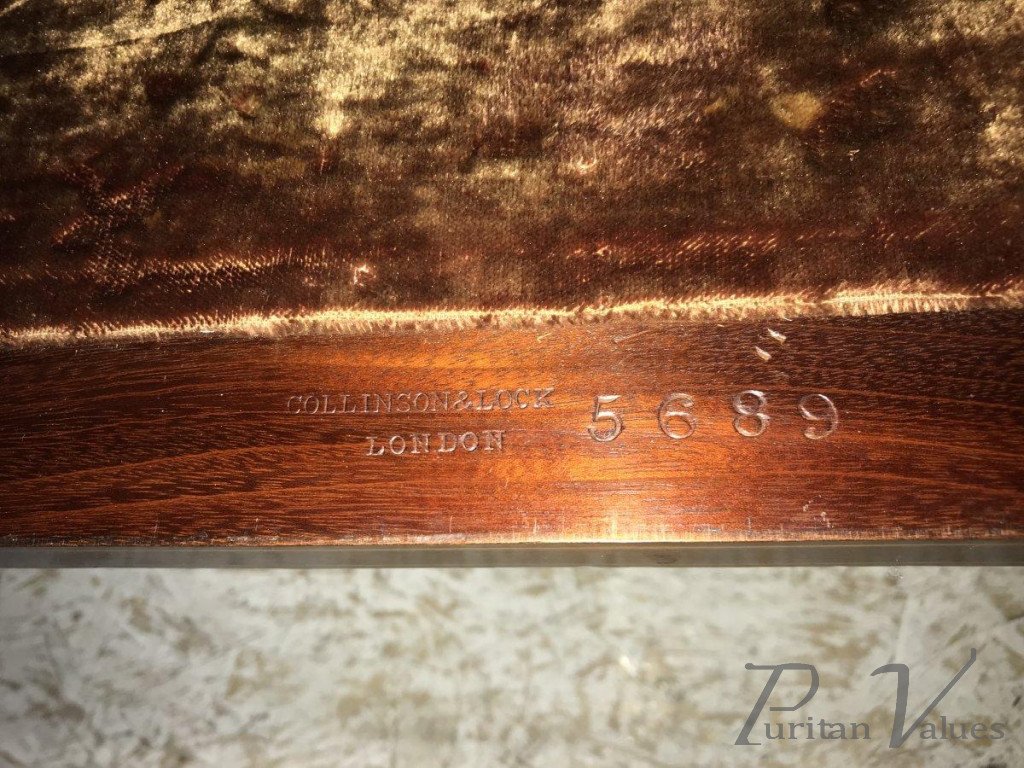 COLLINSON & LOCK 5689
LONDON
Puritan Values